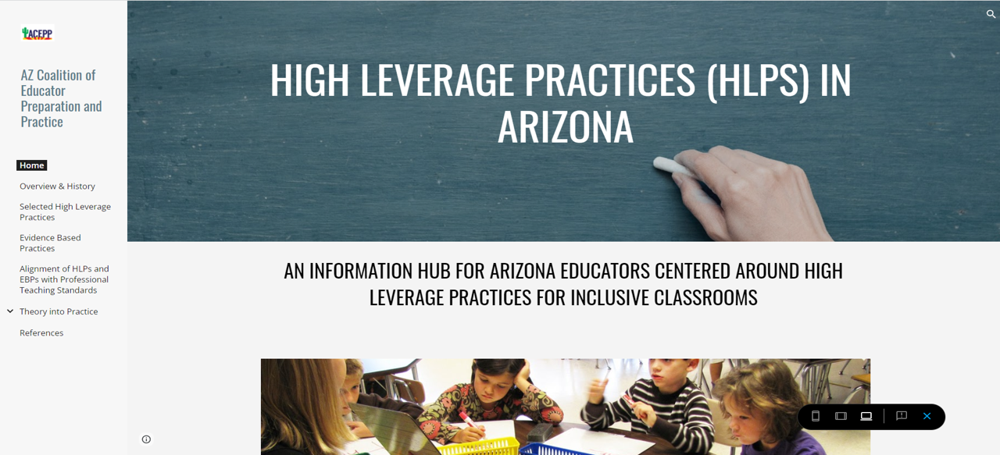 ACEPP
AZ Coalition of
Educator
Preparation and
Practice
Home
Overview & History
Selected High Leverage
Practices
Evidence Based
Practices
Alignment of HLPs and
EBPs with Professional
Teaching Standards
Theory into Practice
References
HIGH LEVERAGE PRACTICES (HLPS) IN
ARIZONA
AN INFORMATION HUB FOR ARIZONA EDUCATORS CENTERED AROUND HIGH
LEVERAGE PRACTICES FOR INCLUSIVE CLASSROOMS